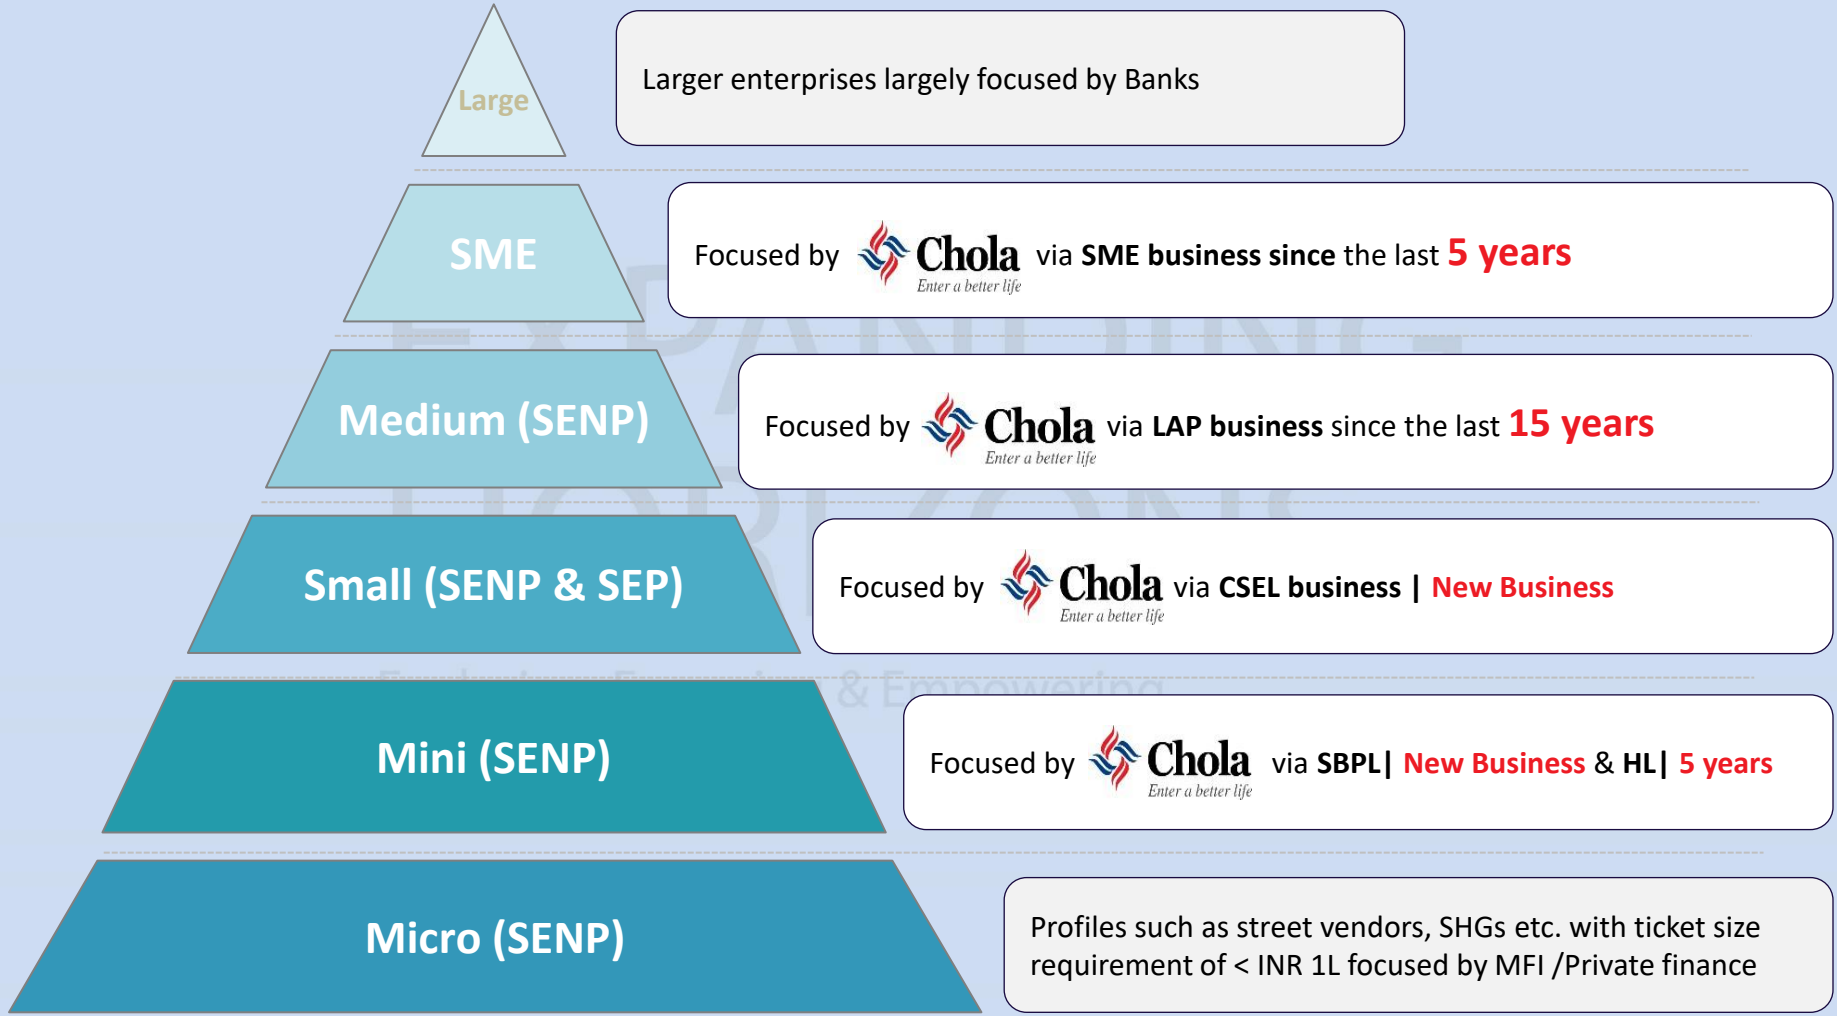 Large
Larger enterprises largely focused by Banks
SME
Focused by Chola via SME business since the last 5 years
Enter a better life
Medium (SENP)
Focused by Chola via LAP business since the last 15 years
Enter a better life
Small (SENP & SEP)
Focused by Chola via CSEL business | New Business
Enter a better life
Mini (SENP)
Focused by Chola via SBPL| New Business & HL| 5 years
Enter a better life
Micro (SENP)
Profiles such as street vendors, SHGs etc. with ticket size
requirement of < INR 1L focused by MFI /Private finance
EXPANDING
HORIZONS
& Empowering